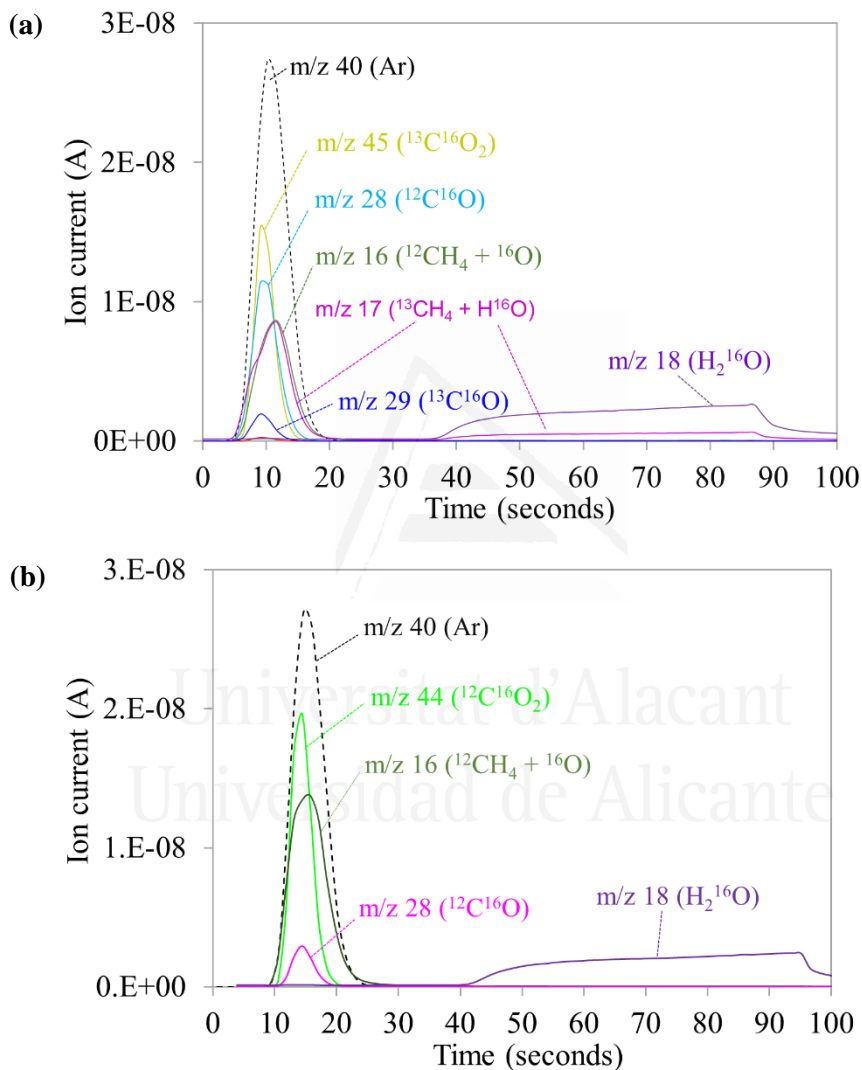 (a)
3E-08
2E-08
1E-08
0E+00
Ion current (A)
m/z 40 (Ar)
m/z 45 (¹³C¹⁶O₂)
m/z 28 (¹²C¹⁶O)
m/z 16 (¹²CH₄ + ¹⁶O)
m/z 17 (¹³CH₄ + H¹⁶O)
m/z 18 (H₂¹⁶O)
m/z 29 (¹³C¹⁶O)
0 10 20 30 40 50 60 70 80 90 100
Time (seconds)
(b)
3.E-08
2.E-08
1.E-08
0.E+00
Ion current (A)
m/z 40 (Ar)
m/z 44 (¹²C¹⁶O₂)
m/z 16 (¹²CH₄ + ¹⁶O)
m/z 28 (¹²C¹⁶O)
m/z 18 (H₂¹⁶O)
0 10 20 30 40 50 60 70 80 90 100
Time (seconds)
Universitat d'Alacant
Universidad de Alicante